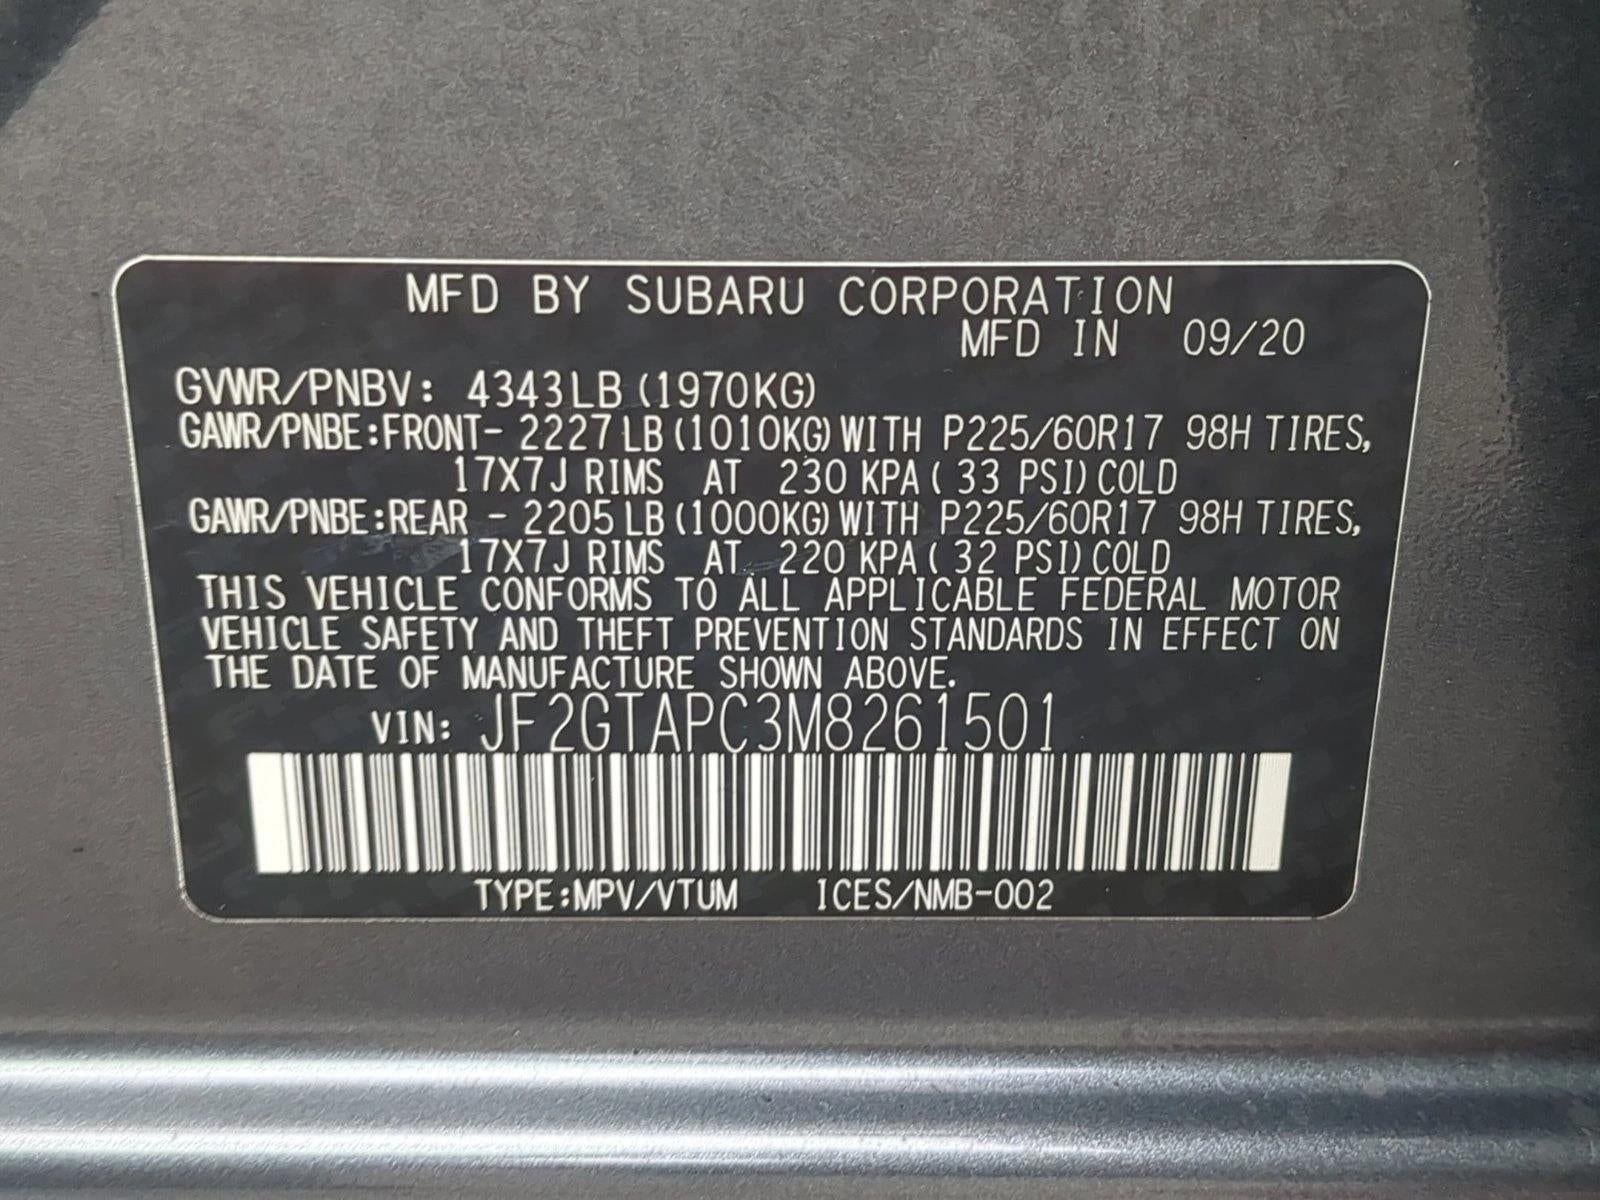 MFD BY SUBARU CORPORATION
MFD IN 09/20
GVWR/PNBV: 4343LB (1970KG)
GAWR/PNBE:FRONT- 2227LB(1010KG)WITH P225/60R17 98H TIRES,
17X7J RIMS AT 230 KPA( 33 PSI)COLD
GAWR/PNBE:REAR - 2205LB(1000KG)WITH P225/60R17 98H TIRES,
17X7J RIMS AT 220 KPA( 32 PSI)COLD
THIS VEHICLE CONFORMS TO ALL APPLICABLE FEDERAL MOTOR
VEHICLE SAFETY AND THEFT PREVENTION STANDARDS IN EFFECT ON
THE DATE OF MANUFACTURE SHOWN ABOVE.
VIN: JF2GTAPC3M8261501
TYPE:MPV/VTUM ICES/NMB-002